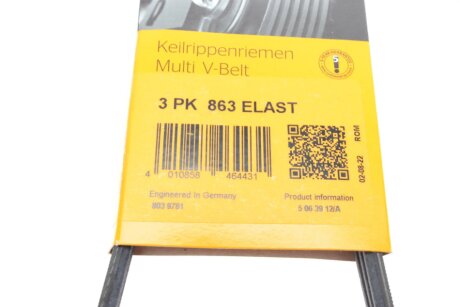 Keilrippenriemen
Multi V-Belt
3 PK 863 ELAST
4 010858 464431
02-08-22 ROM
Engineered In Germany
803 9781
Product information
5 06 39 12/A